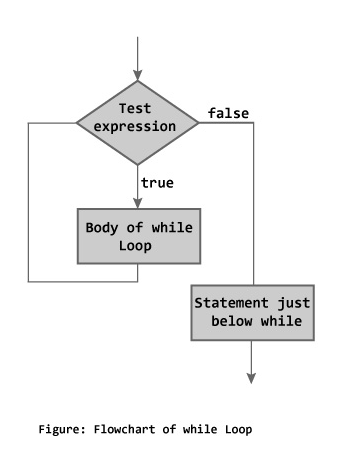 Test
expression
false
true
Body of while
Loop
Statement just
below while
Figure: Flowchart of while Loop